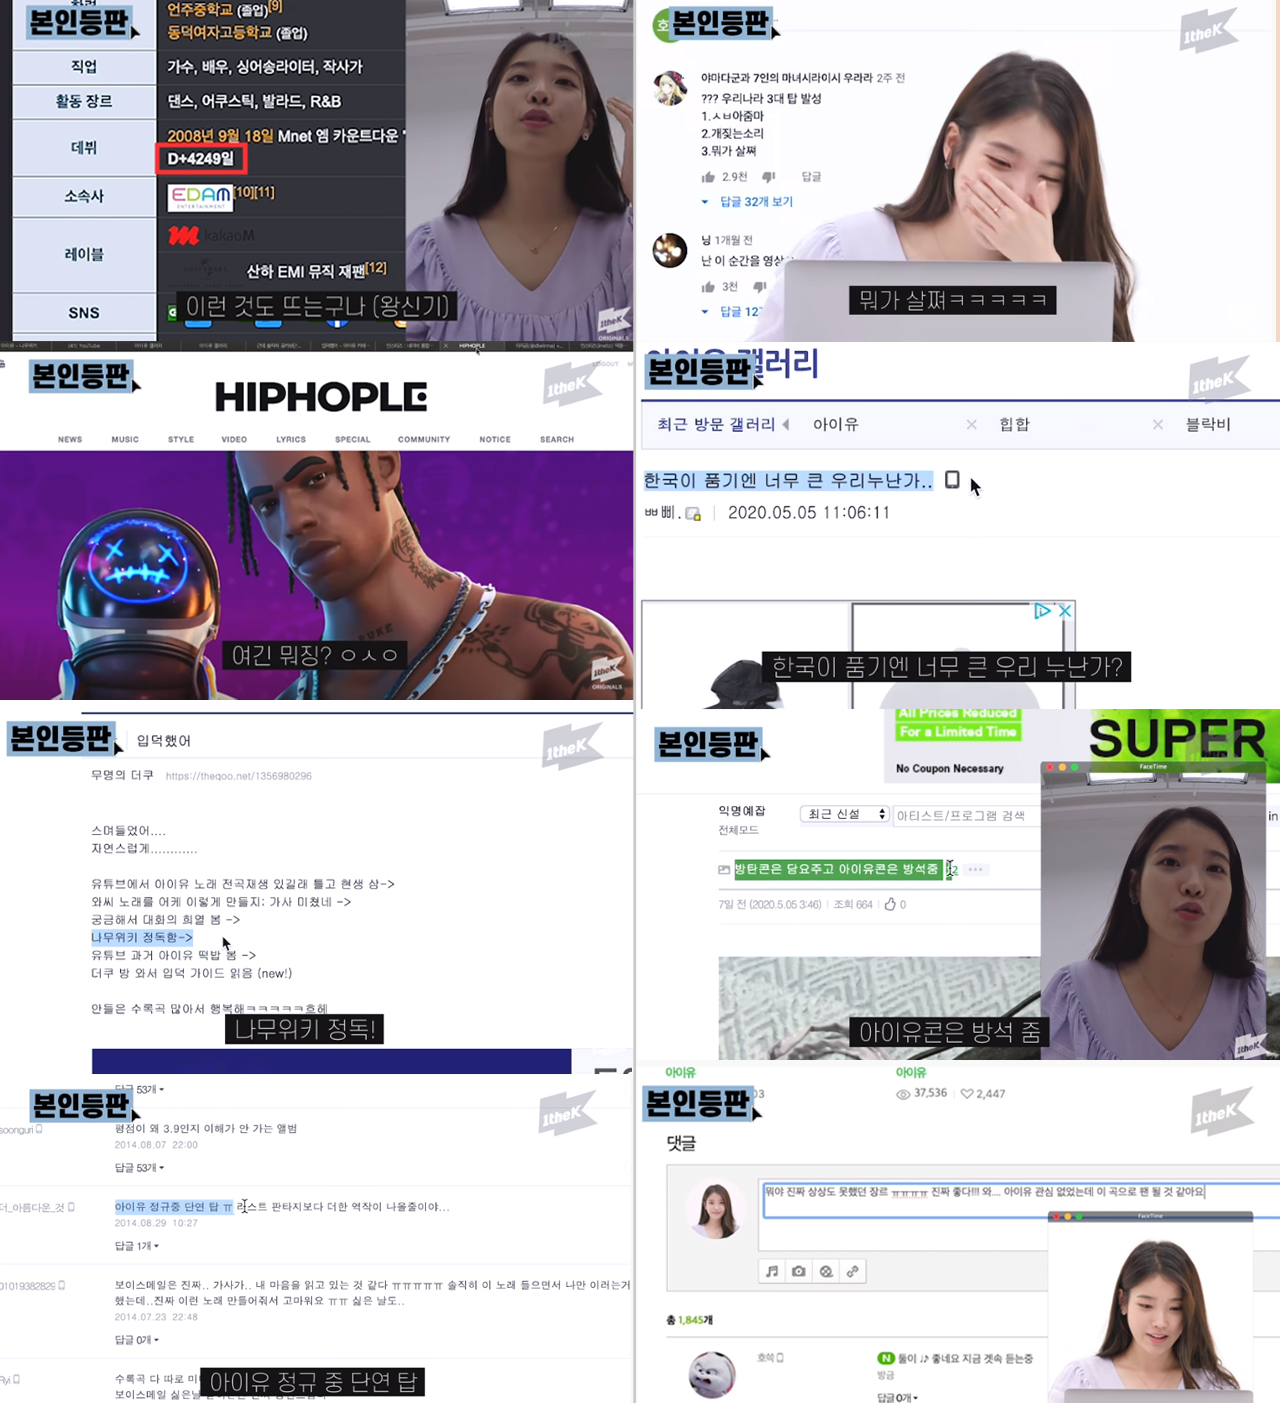 본인등판
언주중학교 (졸업)[9]
동덕여자고등학교 (졸업)
직업
가수, 배우, 싱어송라이터, 작사가
활동 장르
댄스, 어쿠스틱, 발라드, R&B
데뷔
2008년 9월 18일 Mnet 엠 카운트다운 '
D+4249일
소속사
EDAM
ENTERTAINMENT
[10][11]
레이블
kakaoM
산하 EMI 뮤직 재팬[12]
SNS
이런 것도 뜨는구나 (왕신기)
1theK
ORIGINALS
본인등판
1theK
야마다군과 7인의 마녀시라이시 우라라 2주 전
??? 우리나라 3대 탑 발성
1.ㅅㅂ아줌마
2.개짖는소리
3.뭐가 살쪄
2.9천
답글
답글 32개 보기
닝 1개월 전
난 이 순간을 영상
3천
답글 12
뭐가 살쪄ㅋㅋㅋㅋㅋ
HIPHOPLE
본인등판
LOGOUT
1theK
HIPHOPLE
NEWS
MUSIC
STYLE
VIDEO
LYRICS
SPECIAL
COMMUNITY
NOTICE
SEARCH
여긴 뭐징? ㅇㅅㅇ
1theK
ORIGINALS
아이유 갤러리
본인등판
1theK
최근 방문 갤러리
아이유
힙합
블락비
한국이 품기엔 너무 큰 우리누난가..
ㅃ삐.
2020.05.05 11:06:11
한국이 품기엔 너무 큰 우리 누난가?
본인등판
입덕했어
1theK
무명의 더쿠
https://theqoo.net/1356980296
스며들었어....
자연스럽게............
유튜브에서 아이유 노래 전곡재생 있길래 틀고 현생 삼->
와씨 노래를 어케 이렇게 만들지; 가사 미쳤네 ->
궁금해서 대화의 희열 봄 ->
나무위키 정독함->
유튜브 과거 아이유 떡밥 봄 ->
더쿠 방 와서 입덕 가이드 읽음 (new!)
안들은 수록곡 많아서 행복해ㅋㅋㅋㅋㅋ흐헤
나무위키 정독!
본인등판
All Prices Reduced
For a Limited Time
No Coupon Necessary
SUPER
FaceTime
익명예잡
전체모드
최근 신설
아티스트/프로그램 검색
in
방탄콘은 담요주고 아이유콘은 방석줌
7일 전 (2020.5.05 3:46)
조회 664
0
아이유콘은 방석 줌
1theK
답글 53개
본인등판
1theK
soonguri
평점이 왜 3.9인지 이해가 안 가는 앨범
2014.08.07 22:00
답글 53개
더_아름다운_것
아이유 정규중 단연 탑 ㅠ 라스트 판타지보다 더한 역작이 나올줄이야...
2014.08.29 10:27
답글 1개
01019382829
보이스메일은 진짜.. 가사가.. 내 마음을 읽고 있는 것 같다 ㅠㅠㅠㅠㅠ 솔직히 이 노래 들으면서 나만 이러는거
했는데..진짜 이런 노래 만들어줘서 고마워요 ㅠㅠ 싫은 날도..
2014.07.23 22:48
답글 0개
수록곡 다 따로
보이스메일 싫은날
아이유 정규 중 단연 탑
아이유
아이유
37,536
2,447
본인등판
1theK
댓글
뭐야 진짜 상상도 못했던 장르 ㅠㅠㅠㅠ 진짜 좋다!!! 와.... 아이유 관심 없었는데 이 곡으로 팬 될 것 같아요
FaceTime
총 1,845개
호쏙
N 둘이 ♪♪ 좋네요 지금 겟속 듣는중
방금
답글 0개